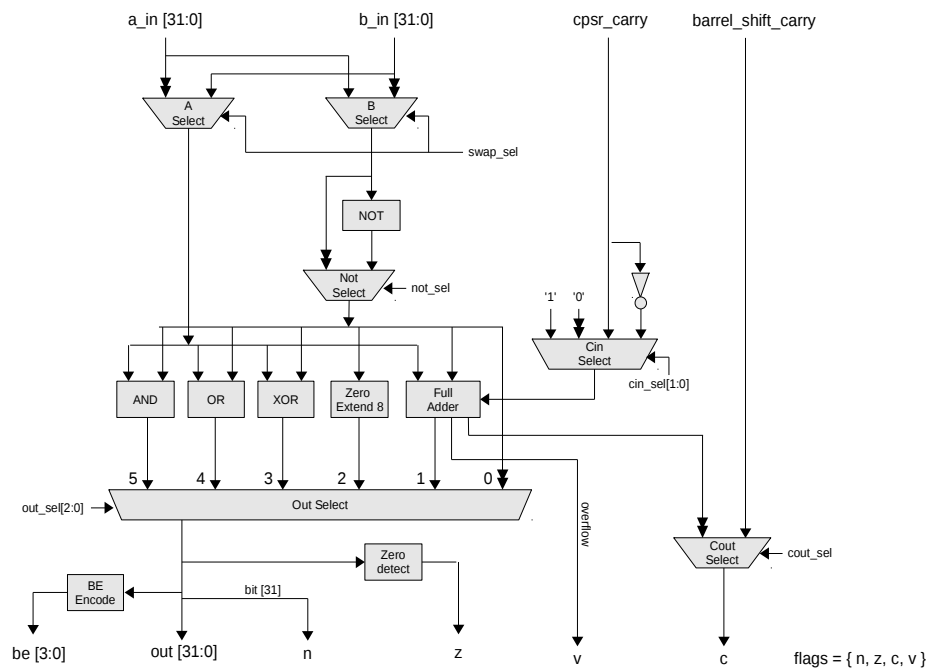 a_in [31:0]
b_in [31:0]
cpsr_carry
barrel_shift_carry
A
Select
B
Select
swap_sel
NOT
Not
Select
not_sel
'1'
'0'
Cin
Select
cin_sel[1:0]
AND
OR
XOR
Zero
Extend 8
Full
Adder
5
4
3
2
1
0
out_sel[2:0]
Out Select
overflow
Zero
detect
Cout
Select
cout_sel
BE
Encode
bit [31]
be [3:0]
out [31:0]
n
z
v
c
flags = { n, z, c, v }